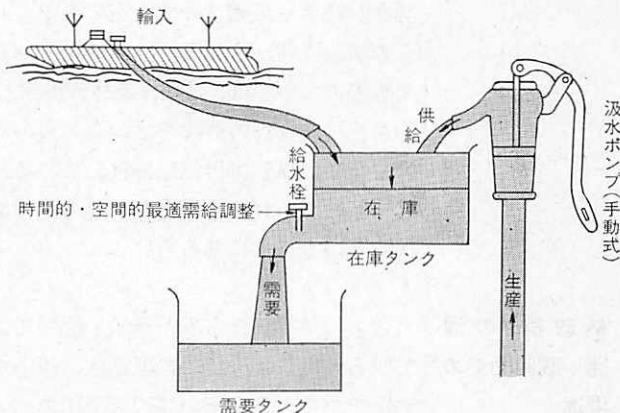 輸入
供給
給水栓
汲水ポンプ(手動式)
時間的・空間的最適需給調整
在庫
在庫タンク
生産
需要
需要タンク